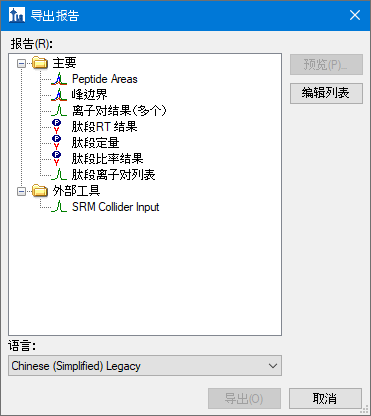 导出报告
报告(R):
主要
Peptide Areas
峰边界
离子对结果(多个)
肽段RT 结果
肽段定量
肽段比率结果
肽段离子对列表
外部工具
SRM Collider Input
预览(P)...
编辑列表
语言:
Chinese (Simplified) Legacy
导出(O)
取消